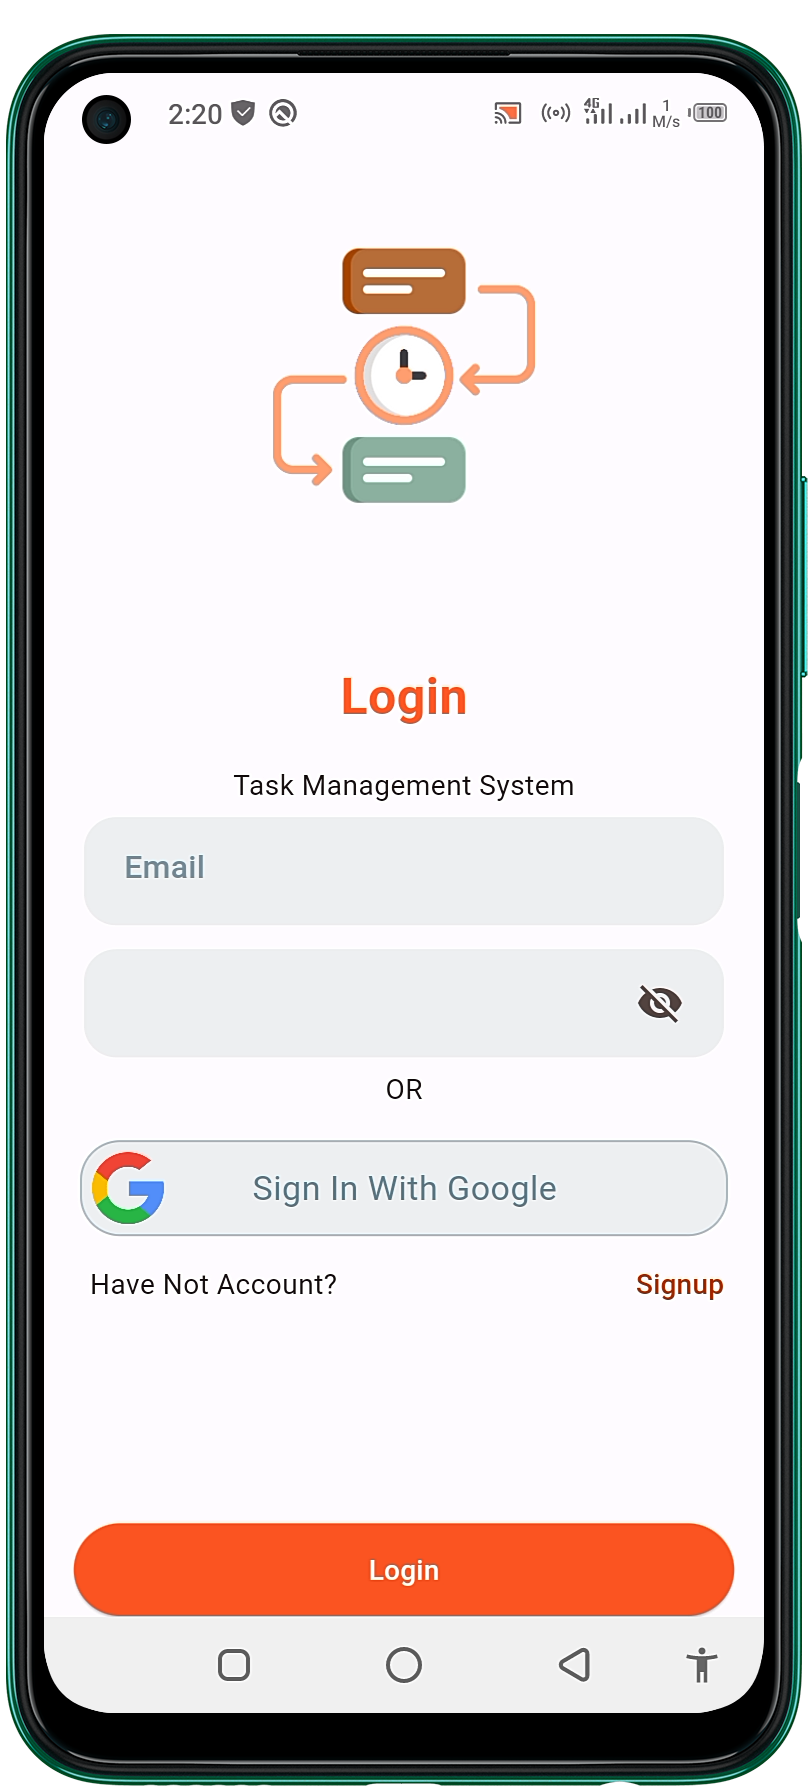 2:20
4G
1
M/s
100
Login
Task Management System
Email
OR
Sign In With Google
Have Not Account?
Signup
Login